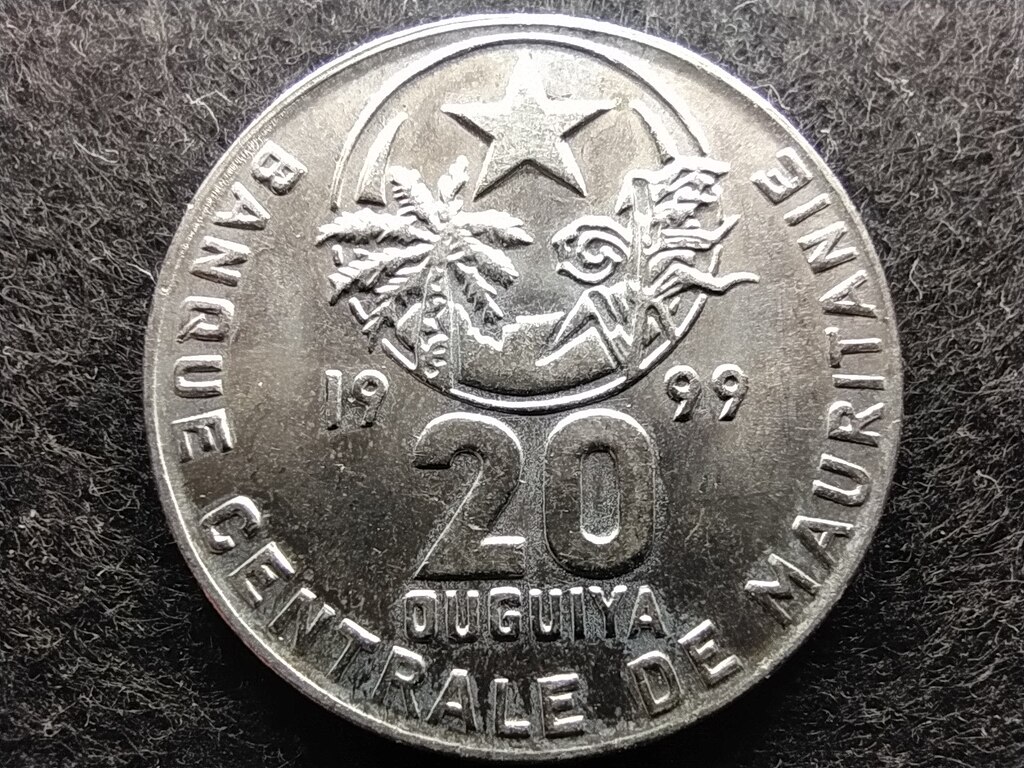 BANQUE CENTRALE DE MAURITANIE
19 99
20
OUGUIYA